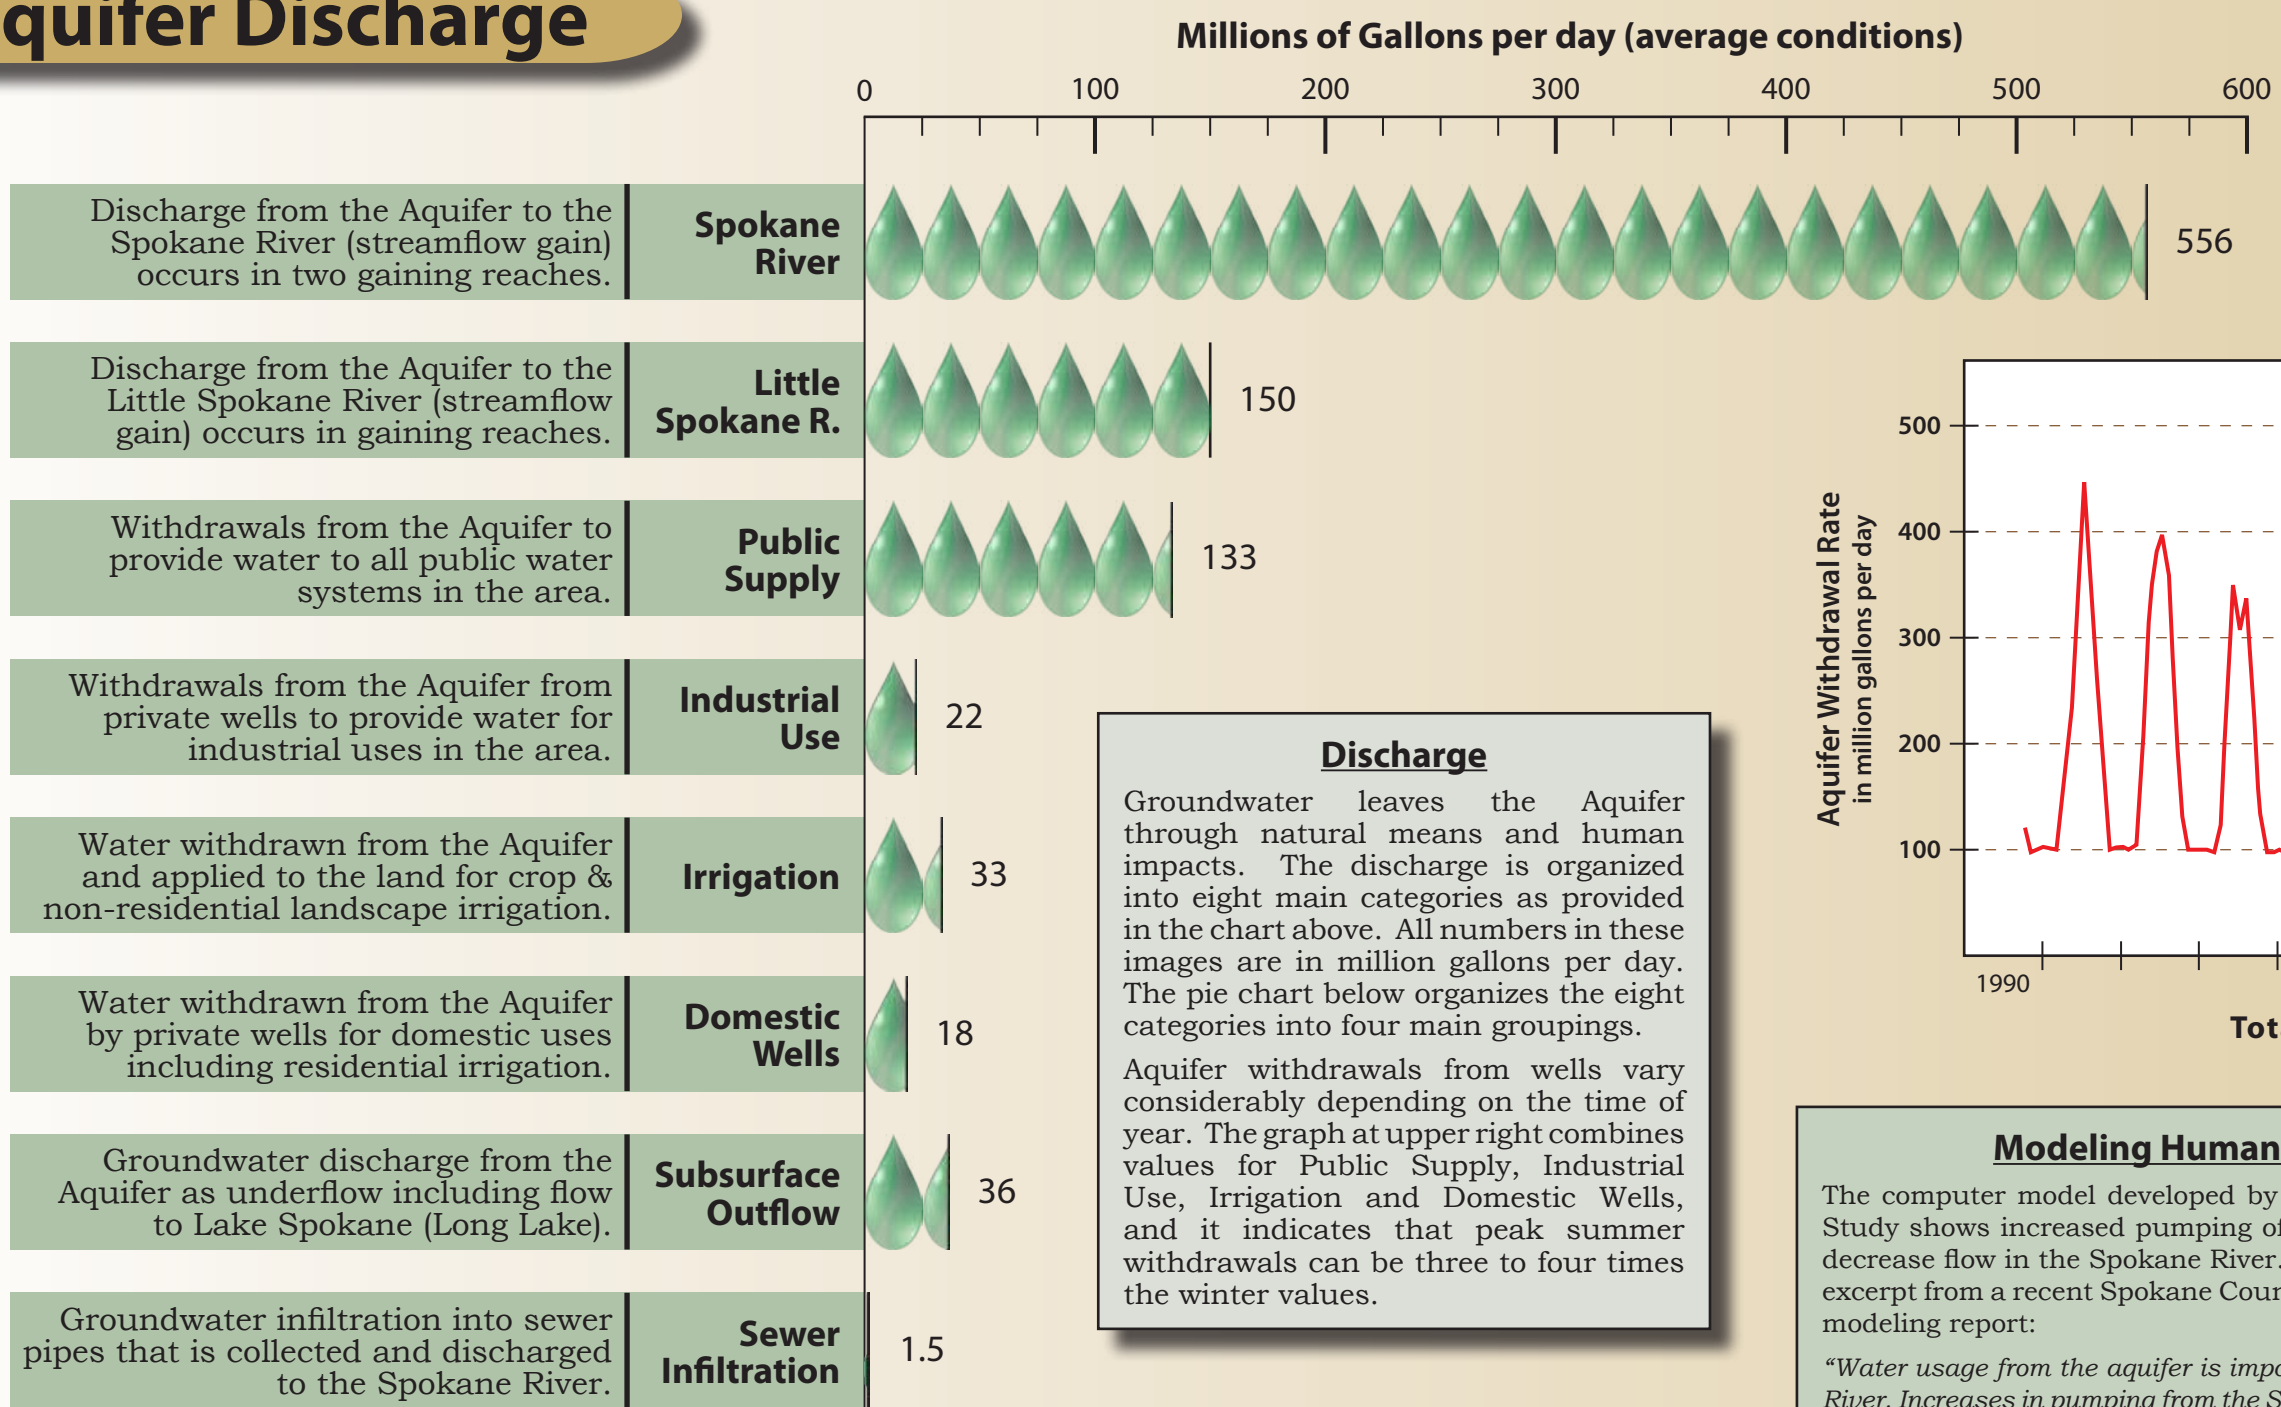 quifer Discharge
Millions of Gallons per day (average conditions)
0 100 200 300 400 500 600
Discharge from the Aquifer to the
Spokane River (streamflow gain)
occurs in two gaining reaches.
Spokane
River
556
Discharge from the Aquifer to the
Little Spokane River (streamflow
gain) occurs in gaining reaches.
Little
Spokane R.
150
Withdrawals from the Aquifer to
provide water to all public water
systems in the area.
Public
Supply
133
Withdrawals from the Aquifer from
private wells to provide water for
industrial uses in the area.
Industrial
Use
22
Water withdrawn from the Aquifer
and applied to the land for crop &
non-residential landscape irrigation.
Irrigation
33
Water withdrawn from the Aquifer
by private wells for domestic uses
including residential irrigation.
Domestic
Wells
18
Groundwater discharge from the
Aquifer as underflow including flow
to Lake Spokane (Long Lake).
Subsurface
Outflow
36
Groundwater infiltration into sewer
pipes that is collected and discharged
to the Spokane River.
Sewer
Infiltration
1.5
Discharge
Groundwater leaves the Aquifer
through natural means and human
impacts. The discharge is organized
into eight main categories as provided
in the chart above. All numbers in these
images are in million gallons per day.
The pie chart below organizes the eight
categories into four main groupings.
Aquifer withdrawals from wells vary
considerably depending on the time of
year. The graph at upper right combines
values for Public Supply, Industrial
Use, Irrigation and Domestic Wells,
and it indicates that peak summer
withdrawals can be three to four times
the winter values.
Aquifer Withdrawal Rate
in million gallons per day
500
400
300
200
100
1990
Tot
Modeling Human
The computer model developed by
Study shows increased pumping of
decrease flow in the Spokane River.
excerpt from a recent Spokane Coun
modeling report:
“Water usage from the aquifer is impo
River. Increases in pumping from the S